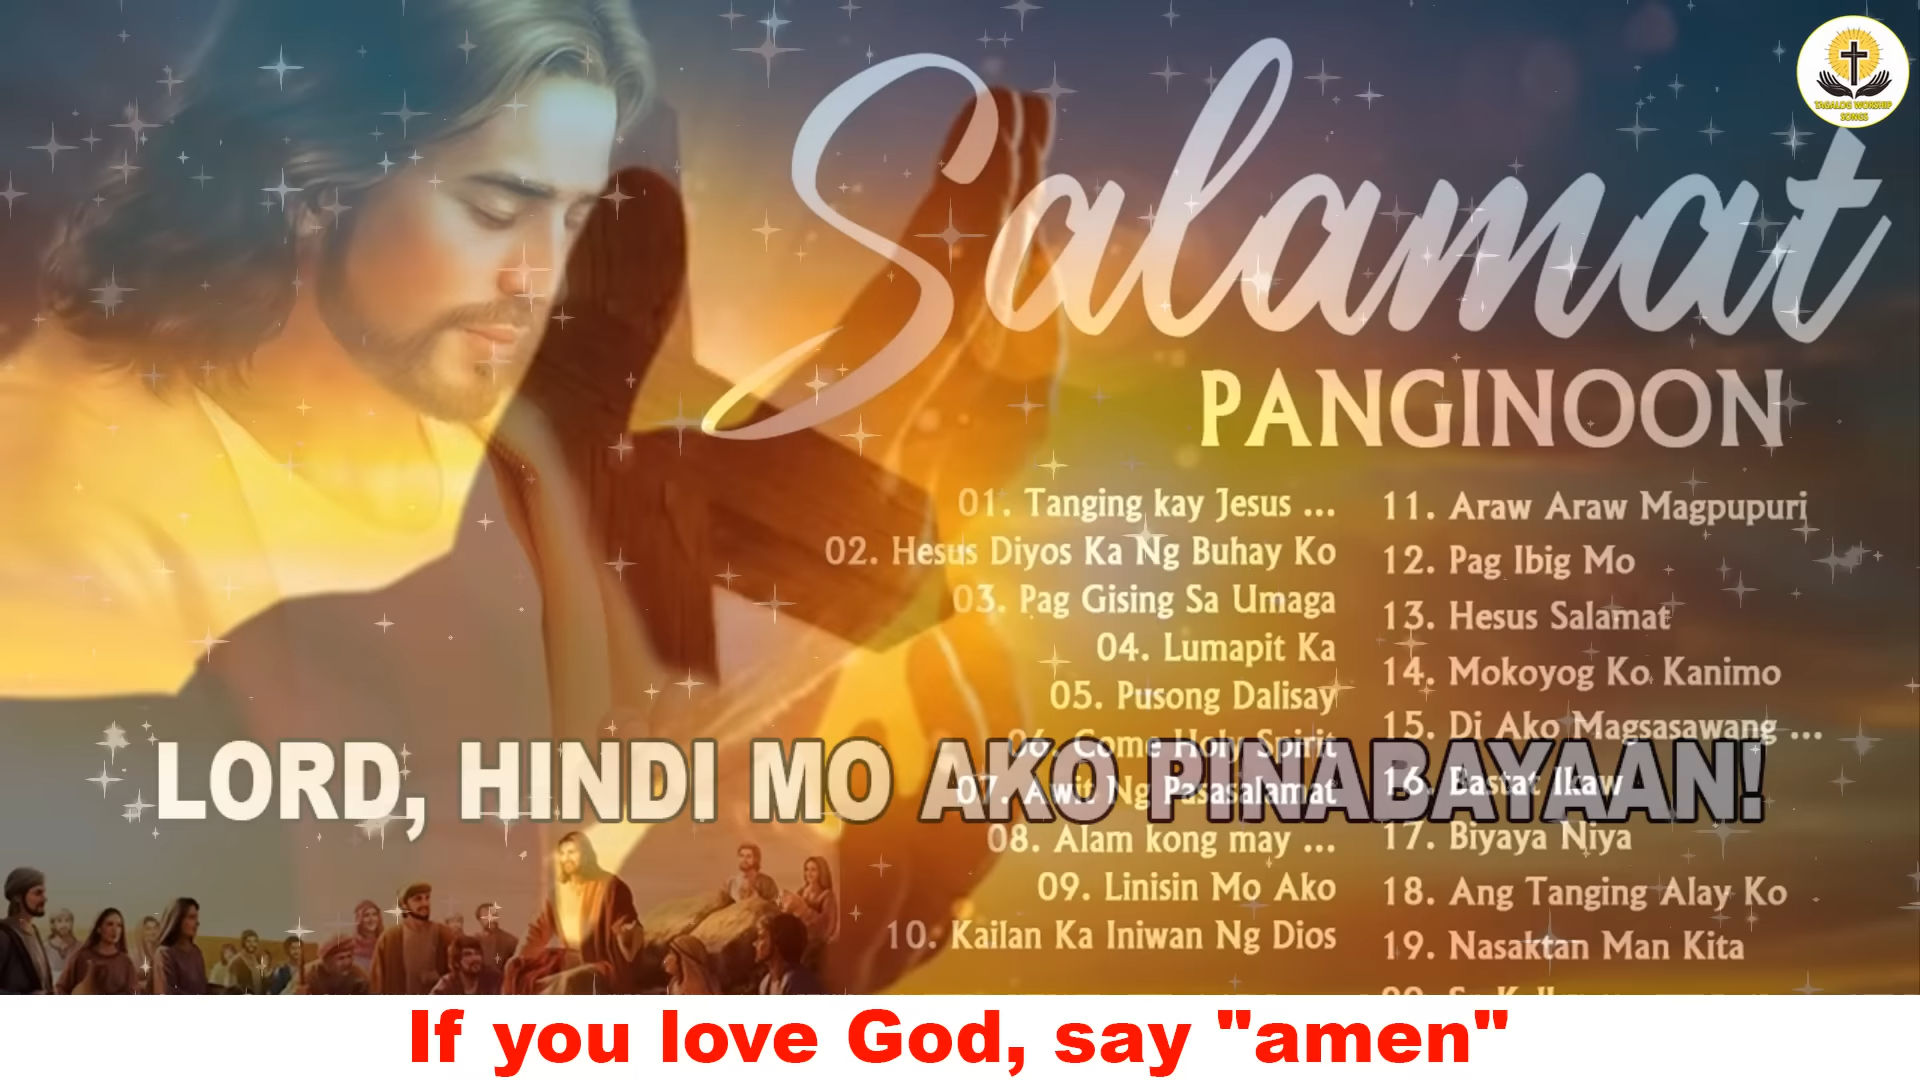 TAGALOG WORSHIP
SONGS
Salamat
PANGINOON
01. Tanging kay Jesus ...
02. Hesus Diyos Ka Ng Buhay Ko
03. Pag Gising Sa Umaga
04. Lumapit Ka
05. Pusong Dalisay
06. Come Holy Spirit
07. Awit Ng Pasasalamat
08. Alam kong may ...
09. Linisin Mo Ako
10. Kailan Ka Iniwan Ng Dios
11. Araw Araw Magpupuri
12. Pag Ibig Mo
13. Hesus Salamat
14. Mokoyog Ko Kanimo
15. Di Ako Magsasawang ...
16. Bastat Ikaw
17. Biyaya Niya
18. Ang Tanging Alay Ko
19. Nasaktan Man Kita
LORD, HINDI MO AKO PINABAYAAN!
If you love God, say "amen"